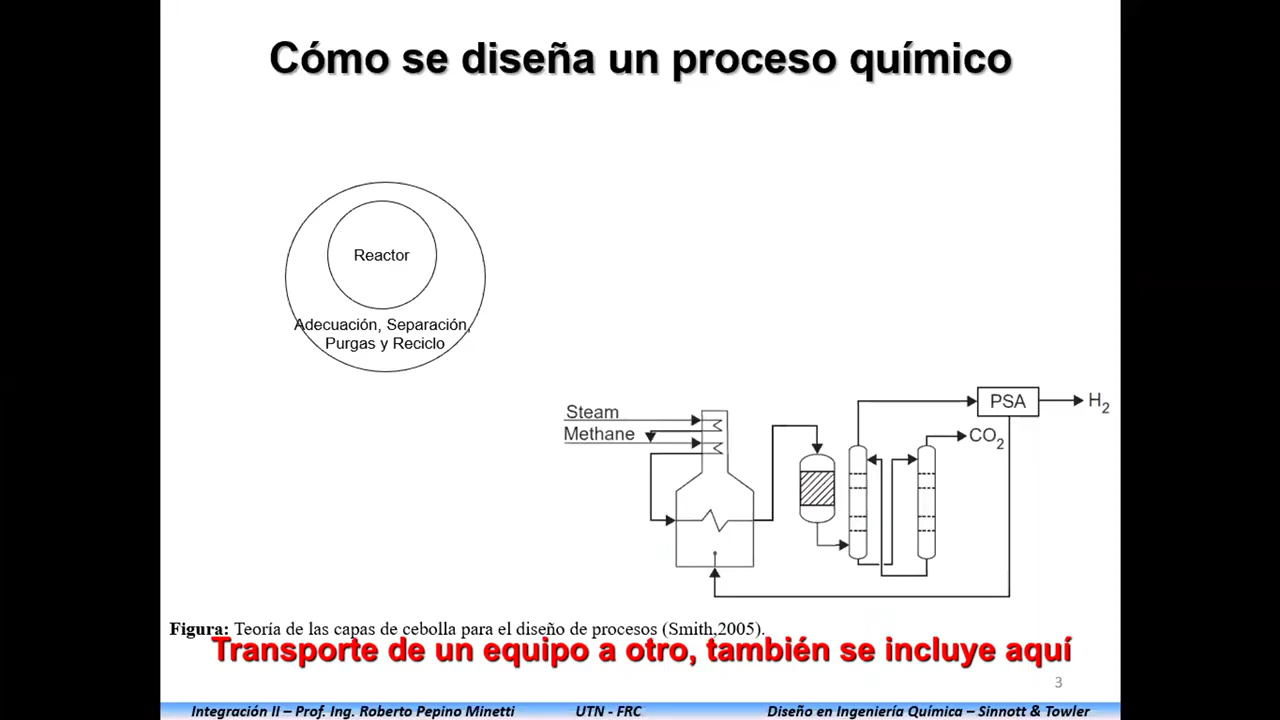 Cómo se diseña un proceso químico
Reactor
Adecuación, Separación,
Purgas y Reciclo
Steam
Methane
PSA
H2
CO2
Figura: Teoría de las capas de cebolla para el diseño de procesos (Smith,2005).
Transporte de un equipo a otro, también se incluye aquí
3
Integración II – Prof. Ing. Roberto Pepino Minetti UTN - FRC Diseño en Ingeniería Química – Sinnott & Towler